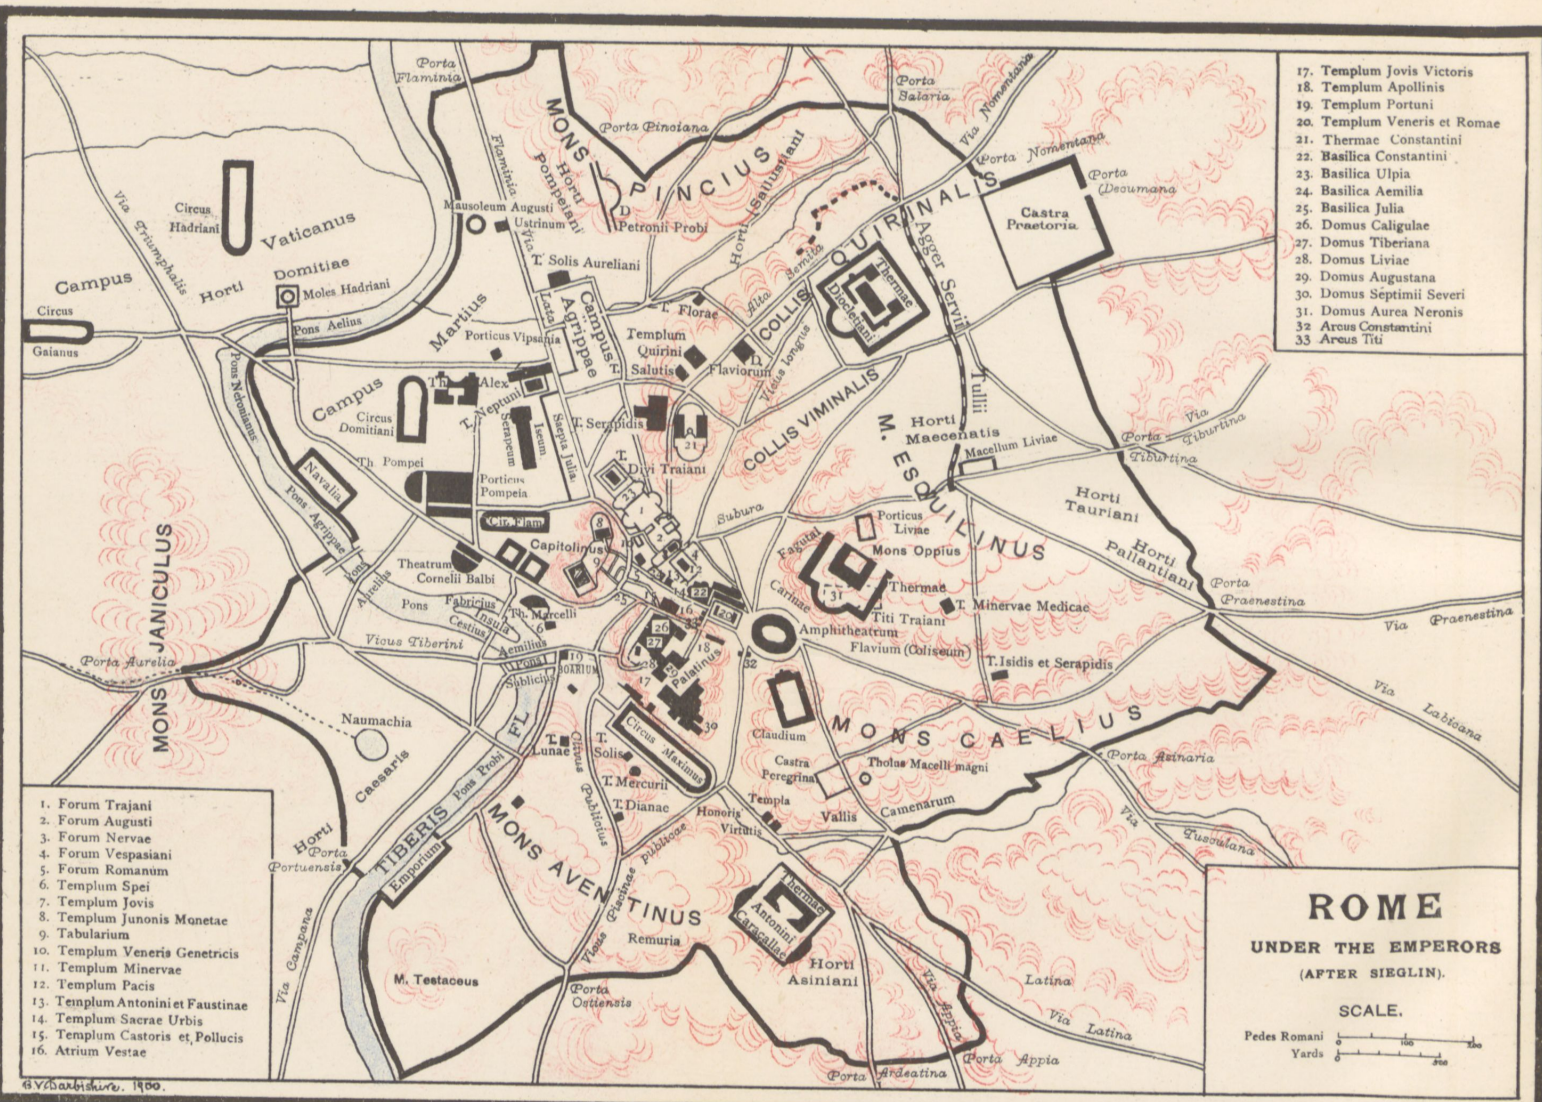 Porta
Flaminia
MONS PINCIUS
Porta Pinciana
Porta
Salaria
Via Nomentana
Porta Nomentana
Porta
Decumana
Castra
Praetoria
Via Triumphalis
Circus
Hadriani
Vaticanus
Campus
Horti
Domitiae
Moles Hadriani
Circus
Gaianus
Pons Aelius
Pons Neronianus
Flaminia
Via
Lata
Horti
Pompeiani
Mausoleum Augusti
Ustrinum
D
Petronii Probi
Horti Sallustiani
T. Solis Aureliani
Campus
Agrippae
Martius
Porticus Vipsania
T. Florae
Alta Semita
COLLIS QUIRINALIS
Thermae
Diocletiani
Agger Servii
Tullii
Templum
Quirini
T.
Salutis
D.
Flaviorum
Vicus Longus
COLLIS VIMINALIS
Campus
Circus
Domitiani
Th. Alex
T. Neptuni
Serapeum
Iseum
Saepta Julia
T. Serapidis
21
T.
Divi Traiani
Th Pompei
Porticus
Pompeia
Navalia
Pons Agrippae
Cir. Flam.
Capitolinus
Subura
M. ESQUILINUS
Horti
Maecenatis
Macellum Liviae
Via
Tiburtina
Porta
Tiburtina
Horti
Tauriani
Horti
Pallantiani
Porta
Praenestina
Via Praenestina
Via
Labicana
Porticus
Liviae
Mons Oppius
Fagutal
Carinae
31
Thermae
Titi Traiani
T. Minervae Medicae
Amphitheatrum
Flavium (Coliseum)
T. Isidis et Serapidis
MONS JANICULUS
Porta Aurelia
Theatrum
Cornelii Balbi
Pons
Aurelius
Pons
Fabricius
Insula
Cestius
Th. Marcelli
6
Vicus Tiberini
Aemilius
Pons
Sublicius
19
BOARIUM
Palatinus
Naumachia
Horti
Caesaris
FL
TIBERIS
Pons Probi
Emporium
T.
Lunae
Clivus Publicius
T.
Solis
Circus Maximus
T. Mercurii
T. Dianae
Claudium
MONS CAELIUS
Castra
Peregrina
Tholus Macelli magni
Porta Asinaria
Via
Tusculana
Templa
Honoris
Virtutis
Vallis
Camenarum
Porta
Portuensis
Via Campana
MONS AVENTINUS
Vicus Piscinae publicae
Remuria
M. Testaceus
Porta
Ostiensis
Thermae
Antonini
Caracallae
Horti
Asiniani
Latina
Via Latina
Via Appia
Porta Appia
Porta Ardeatina
1. Forum Trajani
2. Forum Augusti
3. Forum Nervae
4. Forum Vespasiani
5. Forum Romanum
6. Templum Spei
7. Templum Jovis
8. Templum Junonis Monetae
9. Tabularium
10. Templum Veneris Genetricis
11. Templum Minervae
12. Templum Pacis
13. Templum Antonini et Faustinae
14. Templum Sacrae Urbis
15. Templum Castoris et Pollucis
16. Atrium Vestae
17. Templum Jovis Victoris
18. Templum Apollinis
19. Templum Portuni
20. Templum Veneris et Romae
21. Thermae Constantini
22. Basilica Constantini
23. Basilica Ulpia
24. Basilica Aemilia
25. Basilica Julia
26. Domus Caligulae
27. Domus Tiberiana
28. Domus Liviae
29. Domus Augustana
30. Domus Septimii Severi
31. Domus Aurea Neronis
32 Arcus Constantini
33 Arcus Titi
ROME
UNDER THE EMPERORS
(AFTER SIEGLIN).
SCALE.
Pedes Romani
Yards
B.V. Darbishire. 1900.